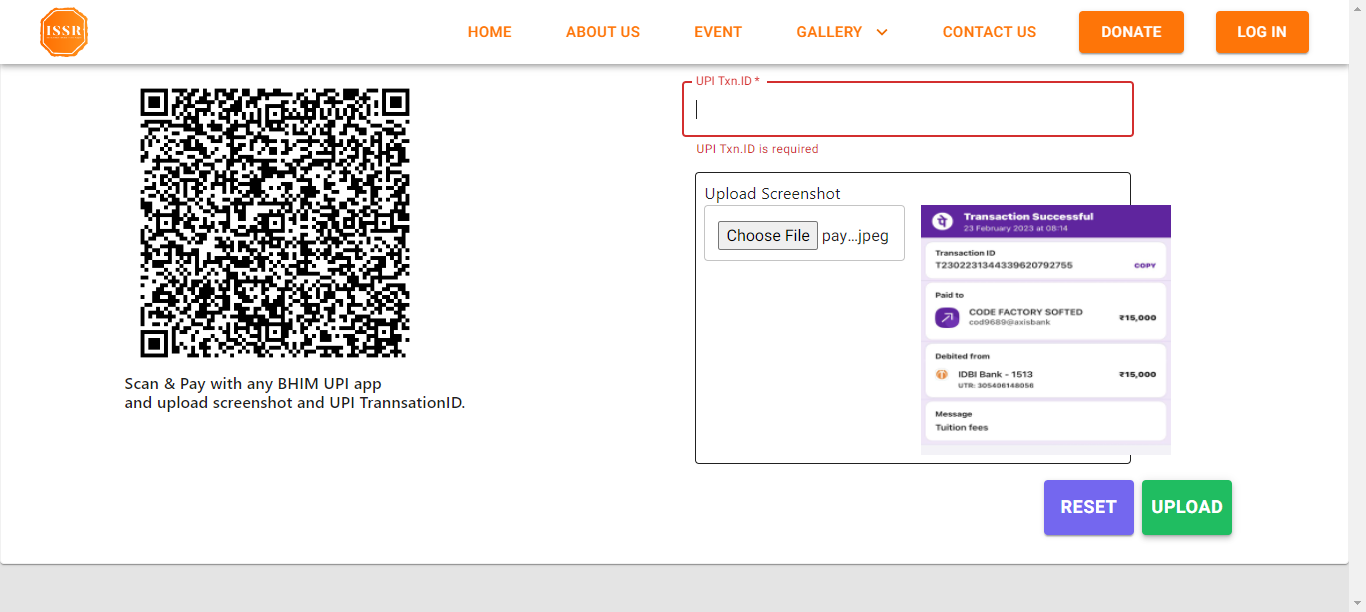 ISSR
HOME ABOUT US EVENT GALLERY CONTACT US DONATE LOG IN
UPI Txn.ID *
UPI Txn.ID is required
Scan & Pay with any BHIM UPI app
and upload screenshot and UPI TrannsationID.
Upload Screenshot
Choose File pay...jpeg
Transaction Successful
23 February 2023 at 08:14
Transaction ID
T2302231344339620792755 COPY
Paid to
CODE FACTORY SOFTED ₹15,000
cod9689@axisbank
Debited from
IDBI Bank - 1513 ₹15,000
UTR: 305406148056
Message
Tuition fees
RESET UPLOAD